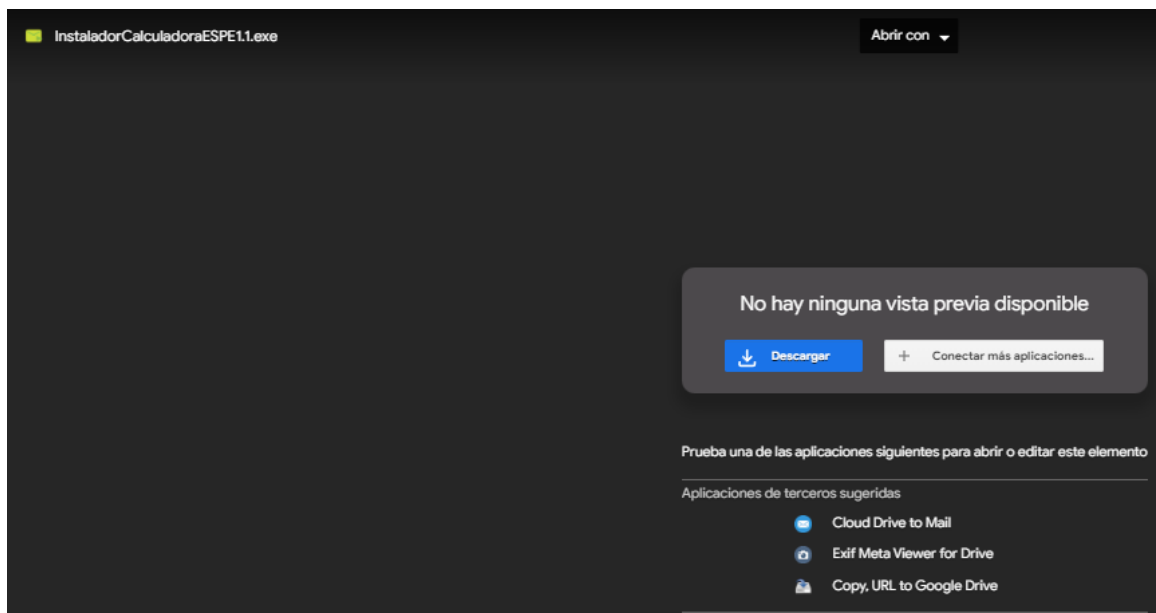 InstaladorCalculadoraESPE1.1.exe
Abrir con
No hay ninguna vista previa disponible
Descargar
Conectar más aplicaciones...
Prueba una de las aplicaciones siguientes para abrir o editar este elemento
Aplicaciones de terceros sugeridas
Cloud Drive to Mail
Exif Meta Viewer for Drive
Copy, URL to Google Drive